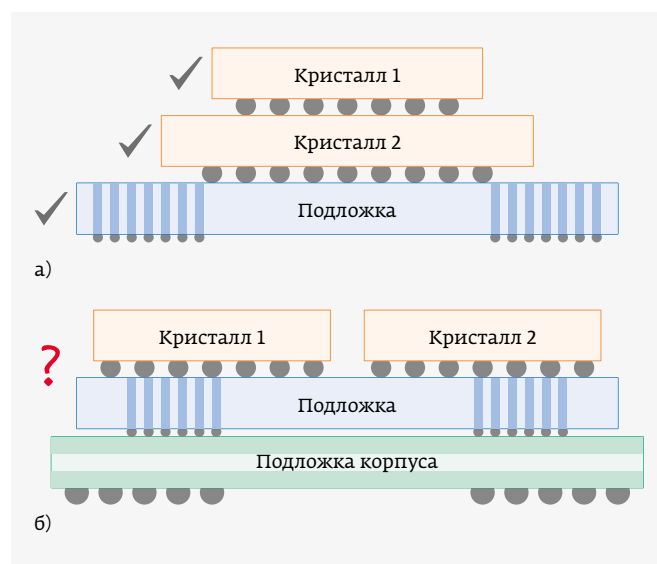 Кристалл 1
Кристалл 2
Подложка
а)
Кристалл 1 Кристалл 2
?
Подложка
Подложка корпуса
б)